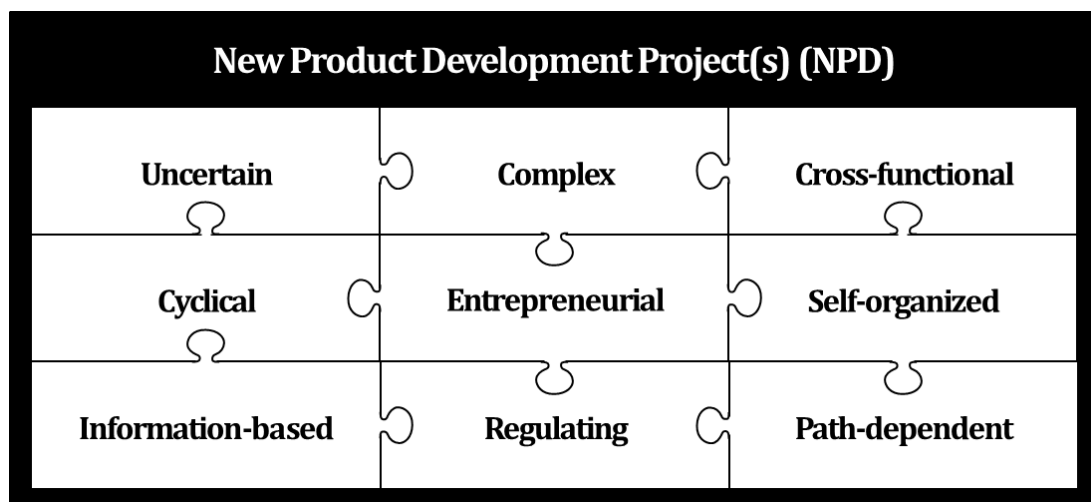 New Product Development Project(s) (NPD)
Uncertain
Complex
Cross-functional
Cyclical
Entrepreneurial
Self-organized
Information-based
Regulating
Path-dependent